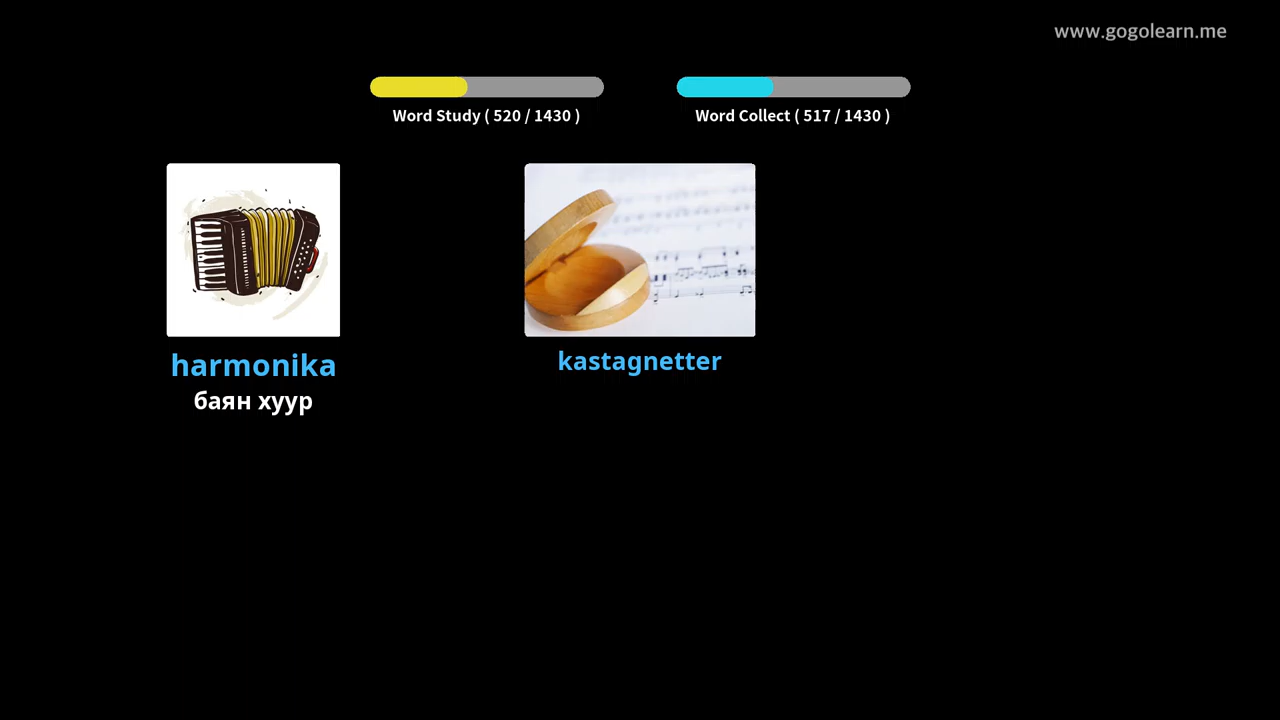 www.gogolearn.me
Word Study ( 520 / 1430 )
Word Collect ( 517 / 1430 )
harmonika
баян хуур
kastagnetter